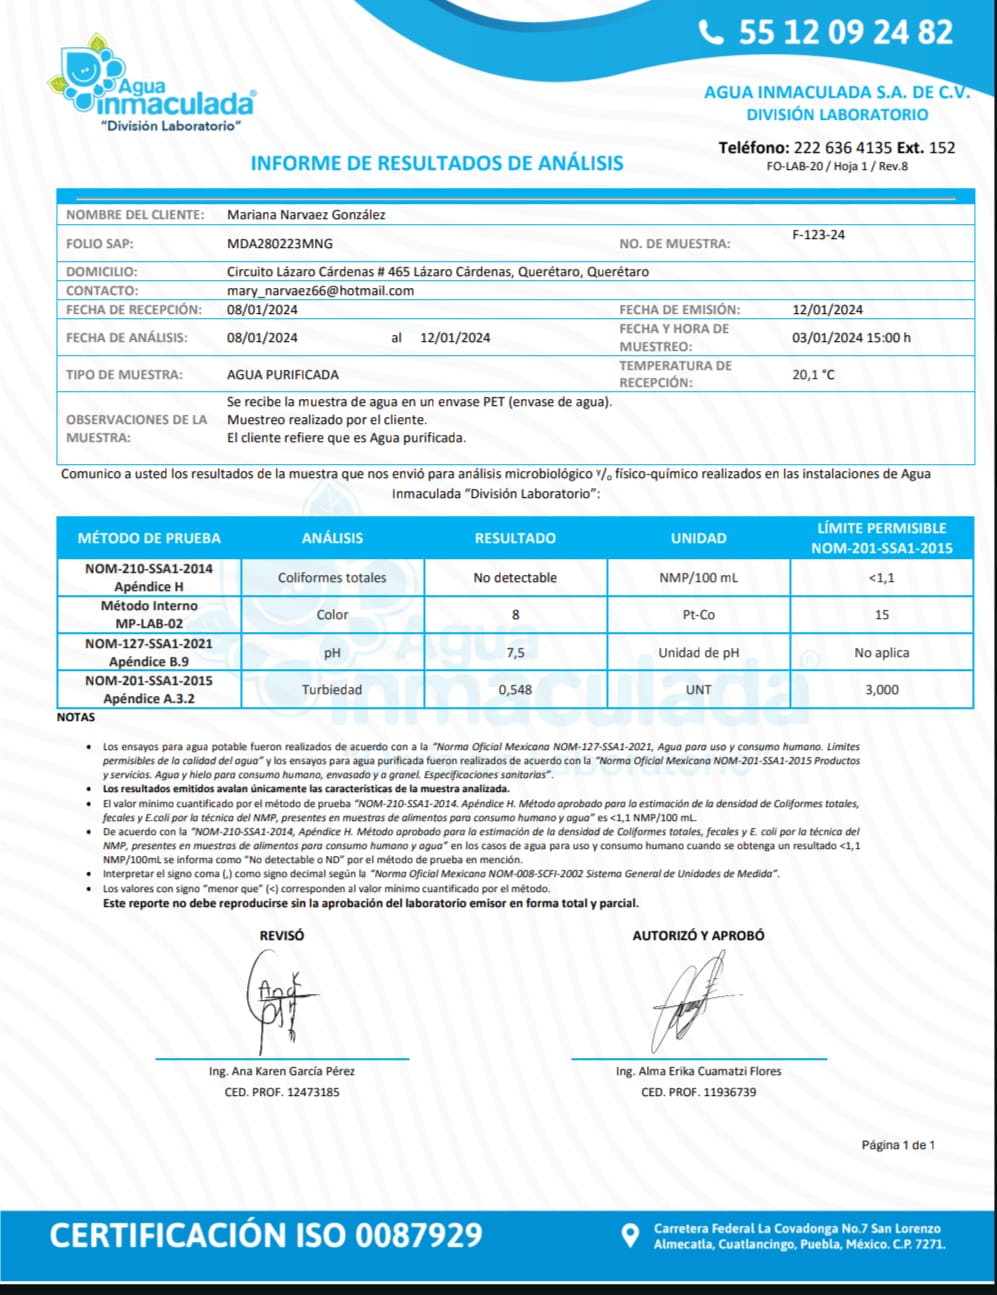 55 12 09 24 82
Agua
inmaculada®
"División Laboratorio"
AGUA INMACULADA S.A. DE C.V.
DIVISIÓN LABORATORIO
Teléfono: 222 636 4135 Ext. 152
FO-LAB-20 / Hoja 1 / Rev.8
INFORME DE RESULTADOS DE ANÁLISIS
NOMBRE DEL CLIENTE: Mariana Narvaez González
FOLIO SAP: MDA280223MNG NO. DE MUESTRA: F-123-24
DOMICILIO: Circuito Lázaro Cárdenas # 465 Lázaro Cárdenas, Querétaro, Querétaro
CONTACTO: mary_narvaez66@hotmail.com
FECHA DE RECEPCIÓN: 08/01/2024 FECHA DE EMISIÓN: 12/01/2024
FECHA DE ANÁLISIS: 08/01/2024 al 12/01/2024 FECHA Y HORA DE
MUESTREO: 03/01/2024 15:00 h
TIPO DE MUESTRA: AGUA PURIFICADA TEMPERATURA DE
RECEPCIÓN: 20,1 °C
OBSERVACIONES DE LA
MUESTRA:
Se recibe la muestra de agua en un envase PET (envase de agua).
Muestreo realizado por el cliente.
El cliente refiere que es Agua purificada.
Comunico a usted los resultados de la muestra que nos envió para análisis microbiológico y/o físico-químico realizados en las instalaciones de Agua
Inmaculada "División Laboratorio":
MÉTODO DE PRUEBA ANÁLISIS RESULTADO UNIDAD LÍMITE PERMISIBLE
NOM-201-SSA1-2015
NOM-210-SSA1-2014
Apéndice H Coliformes totales No detectable NMP/100 mL <1,1
Método Interno
MP-LAB-02 Color 8 Pt-Co 15
NOM-127-SSA1-2021
Apéndice B.9 pH 7,5 Unidad de pH No aplica
NOM-201-SSA1-2015
Apéndice A.3.2 Turbiedad 0,548 UNT 3,000
NOTAS
• Los ensayos para agua potable fueron realizados de acuerdo con a la "Norma Oficial Mexicana NOM-127-SSA1-2021, Agua para uso y consumo humano. Límites
permisibles de la calidad del agua" y los ensayos para agua purificada fueron realizados de acuerdo con la "Norma Oficial Mexicana NOM-201-SSA1-2015 Productos
y servicios. Agua y hielo para consumo humano, envasado y a granel. Especificaciones sanitarias".
• Los resultados emitidos avalan únicamente las características de la muestra analizada.
• El valor mínimo cuantificado por el método de prueba "NOM-210-SSA1-2014. Apéndice H. Método aprobado para la estimación de la densidad de Coliformes totales,
fecales y E.coli por la técnica del NMP, presentes en muestras de alimentos para consumo humano y agua" es <1,1 NMP/100 mL.
• De acuerdo con la "NOM-210-SSA1-2014, Apéndice H. Método aprobado para la estimación de la densidad de Coliformes totales, fecales y E. coli por la técnica del
NMP, presentes en muestras de alimentos para consumo humano y agua" en los casos de agua para uso y consumo humano cuando se obtenga un resultado <1,1
NMP/100mL se informa como "No detectable o ND" por el método de prueba en mención.
• Interpretar el signo coma (,) como signo decimal según la "Norma Oficial Mexicana NOM-008-SCFI-2002 Sistema General de Unidades de Medida".
• Los valores con signo "menor que" (<) corresponden al valor mínimo cuantificado por el método.
Este reporte no debe reproducirse sin la aprobación del laboratorio emisor en forma total y parcial.
REVISÓ AUTORIZÓ Y APROBÓ
Ing. Ana Karen García Pérez Ing. Alma Erika Cuamatzi Flores
CED. PROF. 12473185 CED. PROF. 11936739
Página 1 de 1
CERTIFICACIÓN ISO 0087929
Carretera Federal La Covadonga No.7 San Lorenzo
Almecatla, Cuatlancingo, Puebla, México. C.P. 7271.